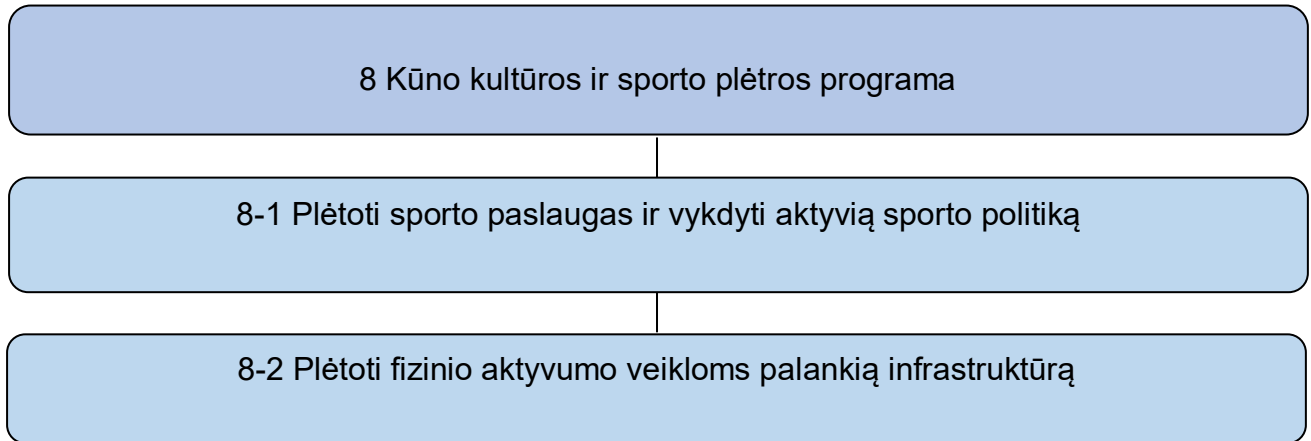 8 Kūno kultūros ir sporto plėtros programa
8-1 Plėtoti sporto paslaugas ir vykdyti aktyvią sporto politiką
8-2 Plėtoti fizinio aktyvumo veikloms palankią infrastruktūrą